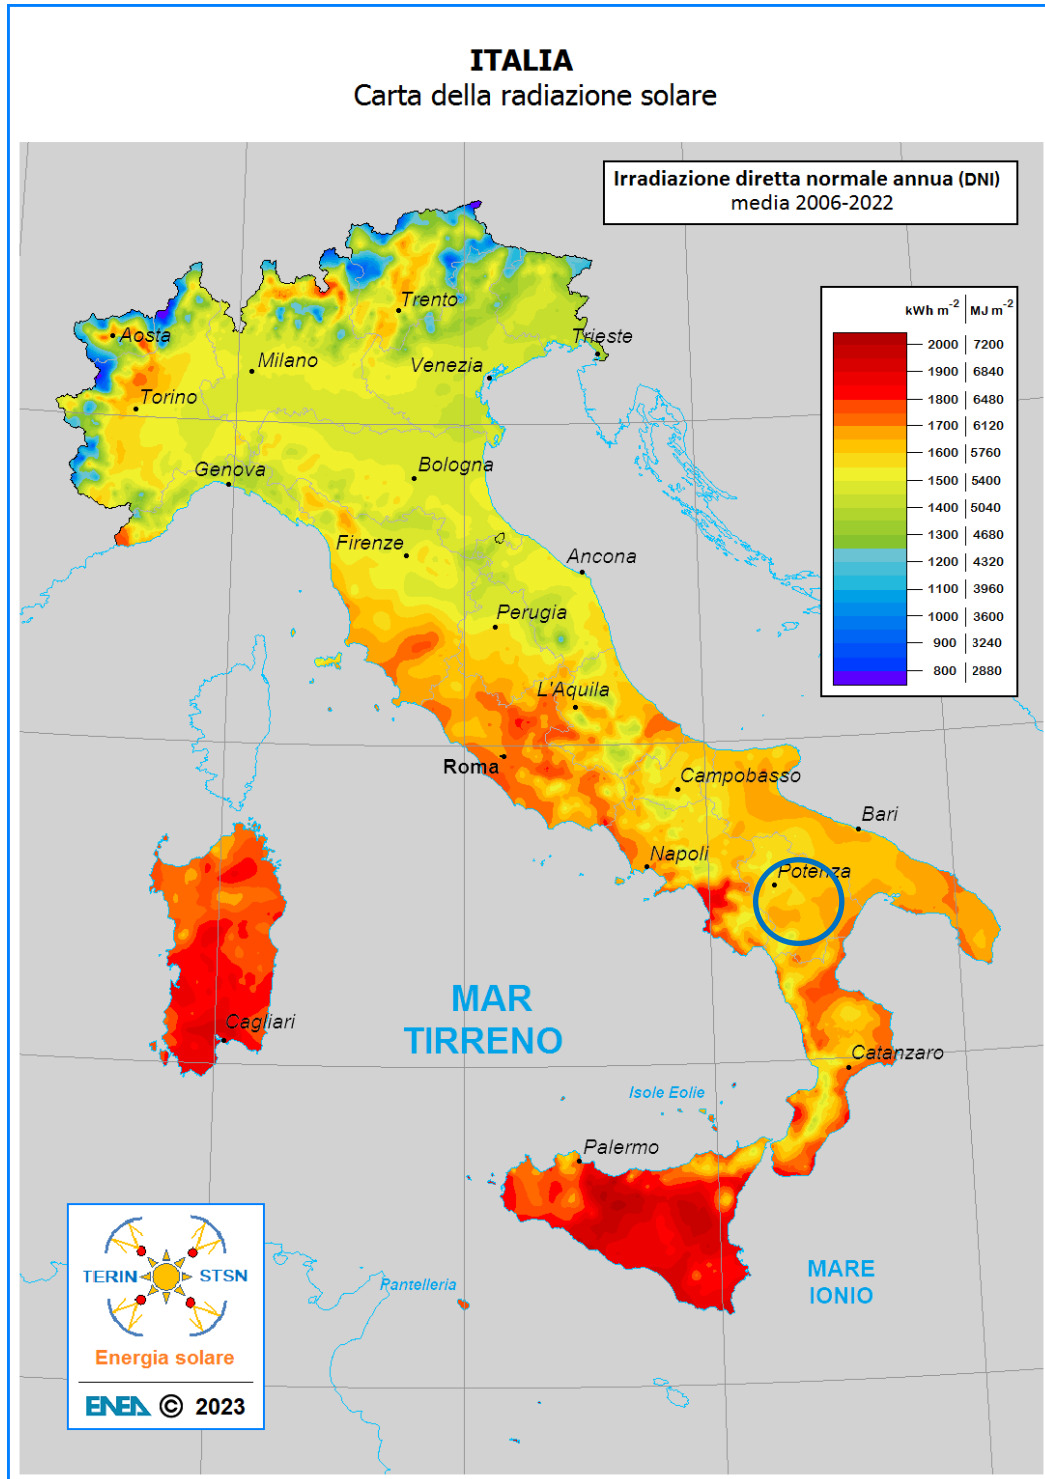 ITALIA
Carta della radiazione solare
Irradiazione diretta normale annua (DNI)
media 2006-2022
kWh m-2 | MJ m-2
2000 | 7200
1900 | 6840
1800 | 6480
1700 | 6120
1600 | 5760
1500 | 5400
1400 | 5040
1300 | 4680
1200 | 4320
1100 | 3960
1000 | 3600
900 | 3240
800 | 2880
Trento
Aosta
Trieste
Milano
Venezia
Torino
Genova
Bologna
Firenze
Ancona
Perugia
L'Aquila
Roma
Campobasso
Bari
Napoli
Potenza
MAR
TIRRENO
Cagliari
Catanzaro
Isole Eolie
Palermo
Pantelleria
MARE
IONIO
TERIN STSN
Energia solare
ENEA © 2023